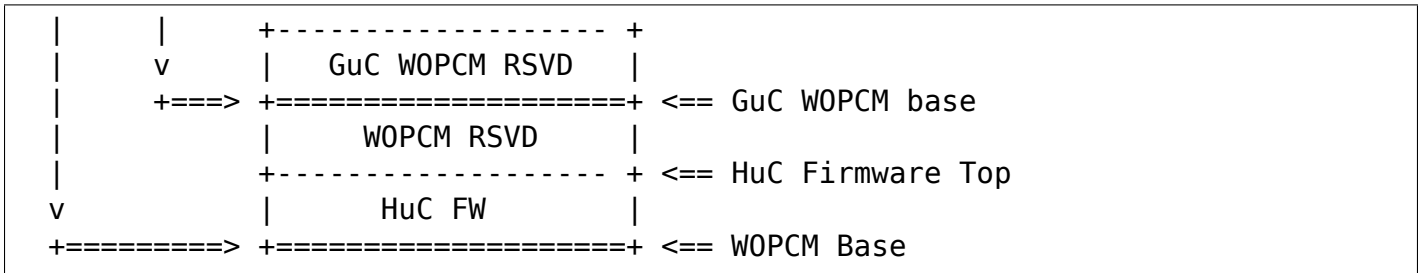 |     |     +------------------- +
|     v     |   GuC WOPCM RSVD   |
|     +===> +====================+ <== GuC WOPCM base
|           |     WOPCM RSVD     |
|           +------------------- + <== HuC Firmware Top
v           |      HuC FW        |
+=========> +====================+ <== WOPCM Base